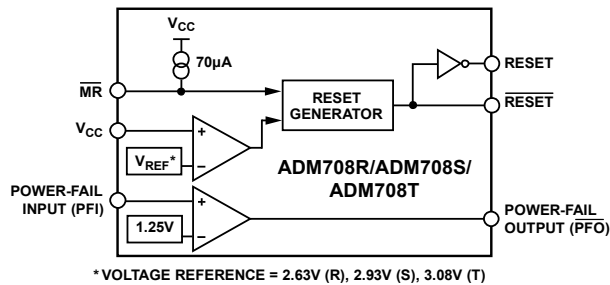 VCC
70μA
MR
RESET
GENERATOR
RESET
RESET
VCC
+
VREF*
−
ADM708R/ADM708S/
ADM708T
POWER-FAIL
INPUT (PFI)
+
1.25V
−
POWER-FAIL
OUTPUT (PFO)
* VOLTAGE REFERENCE = 2.63V (R), 2.93V (S), 3.08V (T)